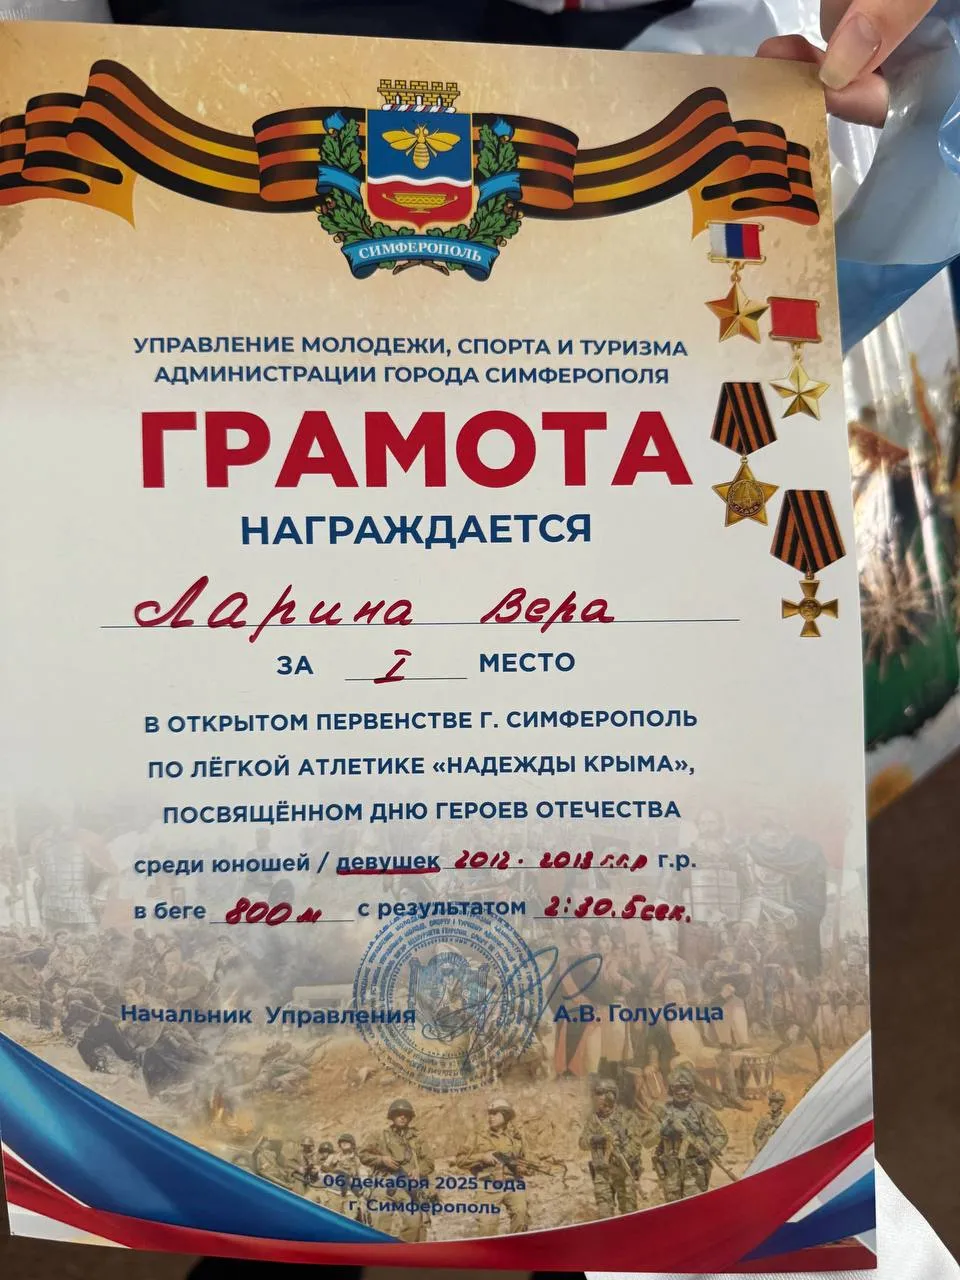 СИМФЕРОПОЛЬ
УПРАВЛЕНИЕ МОЛОДЕЖИ, СПОРТА И ТУРИЗМА
АДМИНИСТРАЦИИ ГОРОДА СИМФЕРОПОЛЯ
ГРАМОТА
НАГРАЖДАЕТСЯ
Ларина Вера
ЗА I МЕСТО
В ОТКРЫТОМ ПЕРВЕНСТВЕ Г. СИМФЕРОПОЛЬ
ПО ЛЁГКОЙ АТЛЕТИКЕ «НАДЕЖДЫ КРЫМА»,
ПОСВЯЩЁННОМ ДНЮ ГЕРОЕВ ОТЕЧЕСТВА
среди юношей / девушек 2012 - 2013 г.г.р г.р.
в беге 800м с результатом 2:30.5сек.
Начальник Управления А.В. Голубица
06 декабря 2025 года
г. Симферополь